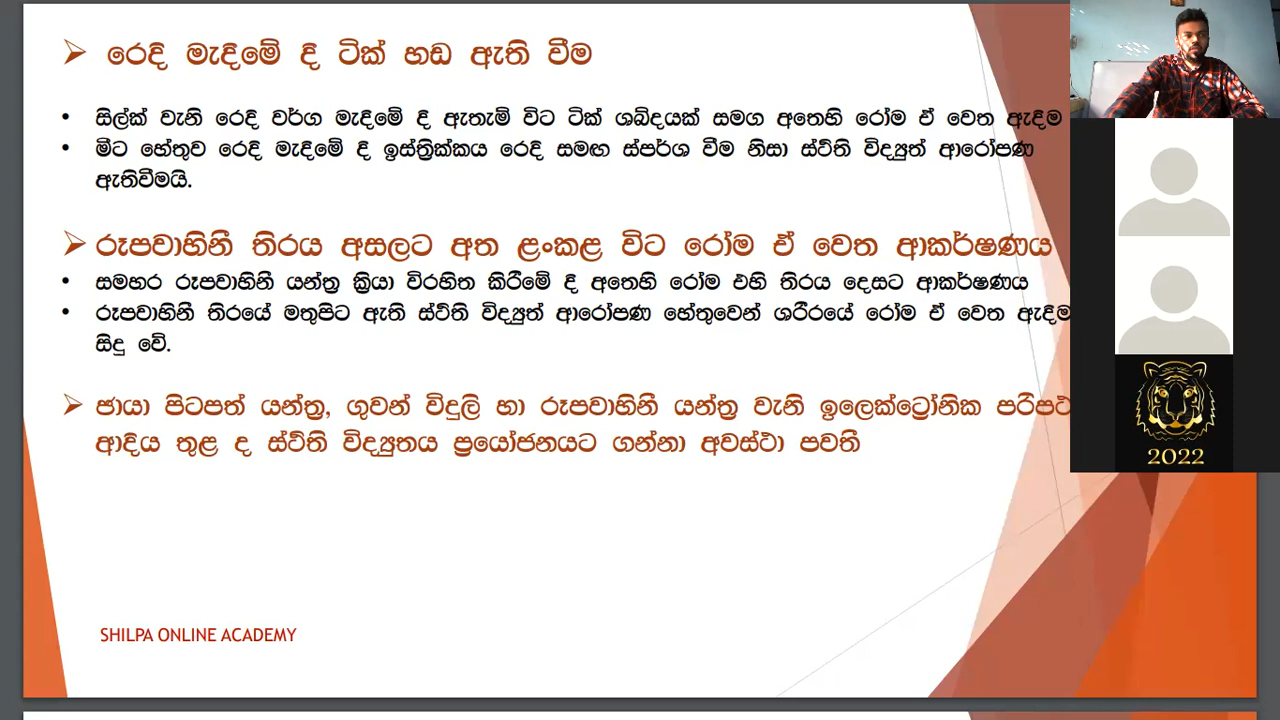 රෙදි මැදීමේ දී ටික් හඬ ඇති වීම
සිල්ක් වැනි රෙදි වර්ග මැදීමේ දී ඇතැම් විට ටික් ශබ්දයක් සමග අතෙහි රෝම ඒ වෙත ඇදීම
මීට හේතුව රෙදි මැදීමේ දී ඉස්ත්‍රික්කය රෙදි සමඟ ස්පර්ශ වීම නිසා ස්ථිති විද්‍යුත් ආරෝපණ
ඇතිවීමයි.
රූපවාහිනී තිරය අසලට අත ළංකළ විට රෝම ඒ වෙත ආකර්ෂණය
සමහර රූපවාහිනී යන්ත්‍ර ක්‍රියා විරහිත කිරීමේ දී අතෙහි රෝම එහි තිරය දෙසට ආකර්ෂණය
රූපවාහිනී තිරයේ මතුපිට ඇති ස්ථිති විද්‍යුත් ආරෝපණ හේතුවෙන් ශරීරයේ රෝම ඒ වෙත ඇදීම
සිදු වේ.
ඡායා පිටපත් යන්ත්‍ර, ගුවන් විදුලි හා රූපවාහිනී යන්ත්‍ර වැනි ඉලෙක්ට්‍රෝනික
ආදිය තුළ ද ස්ථිති විද්‍යුතය ප්‍රයෝජනයට ගන්නා අවස්ථා පවතී
SHILPA ONLINE ACADEMY
2022